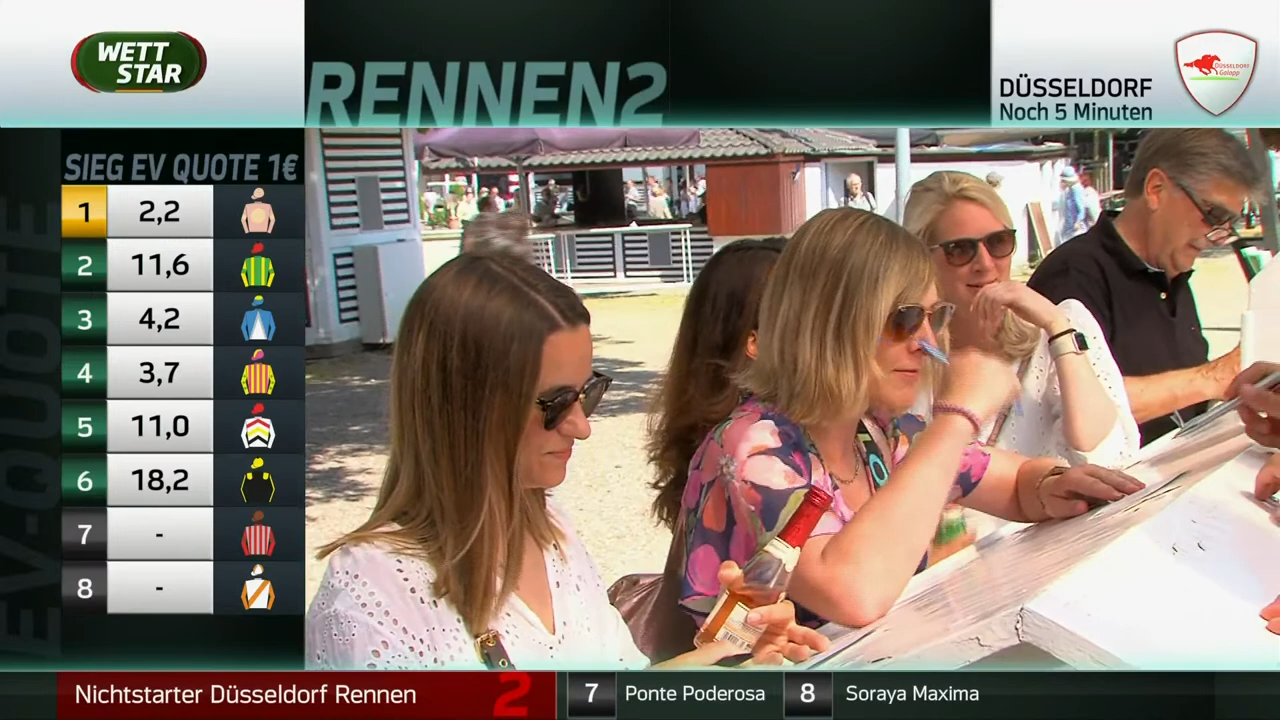 WETT
STAR
RENNEN2
DÜSSELDORF
Noch 5 Minuten
DÜSSELDORF
Galopp
EV-QUOTE
SIEG EV QUOTE 1€
1 2,2
2 11,6
3 4,2
4 3,7
5 11,0
6 18,2
7 -
8 -
Nichtstarter Düsseldorf Rennen 2
7 Ponte Poderosa 8 Soraya Maxima